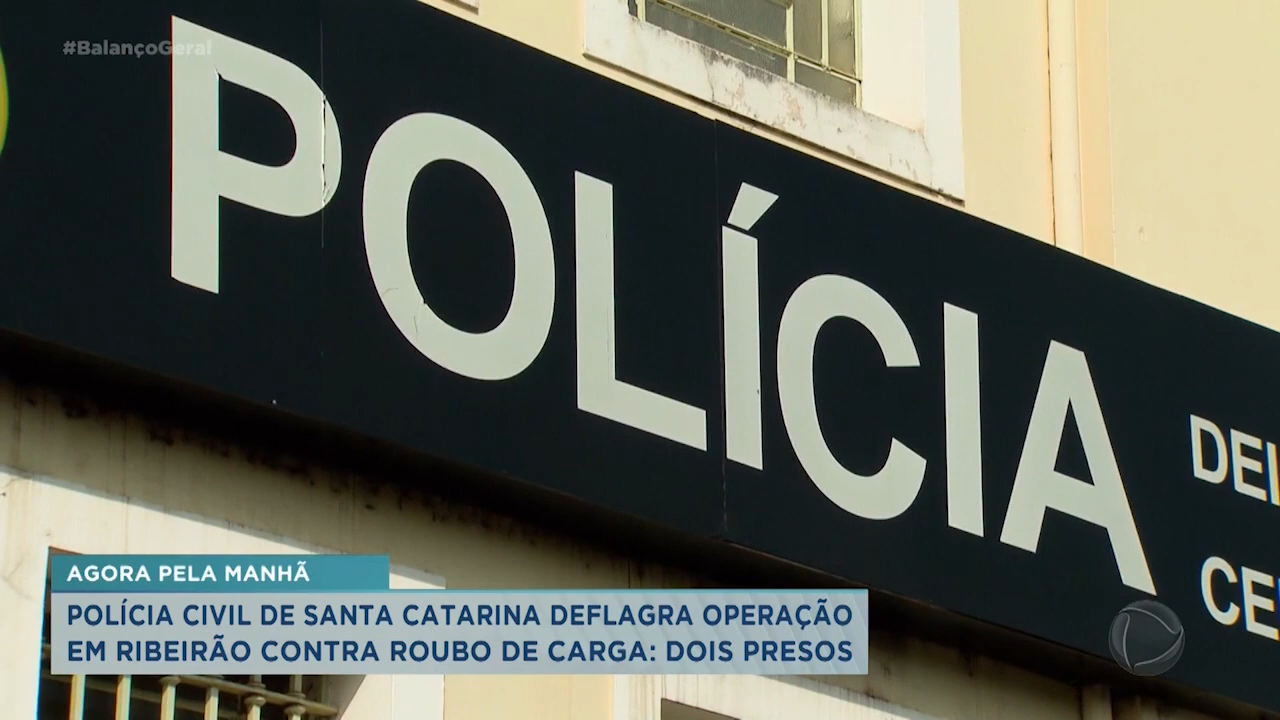 #BalançoGeral
POLÍCIA
AGORA PELA MANHÃ
POLÍCIA CIVIL DE SANTA CATARINA DEFLAGRA OPERAÇÃO
EM RIBEIRÃO CONTRA ROUBO DE CARGA: DOIS PRESOS